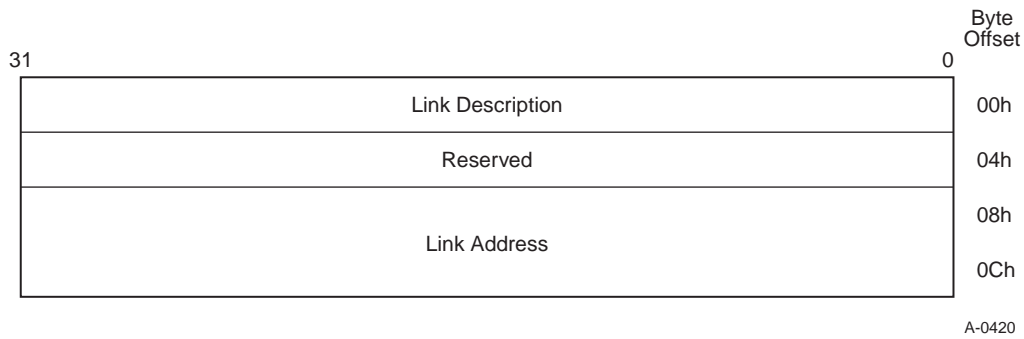 Byte
Offset
31 0
Link Description 00h
Reserved 04h
08h
Link Address
0Ch
A-0420